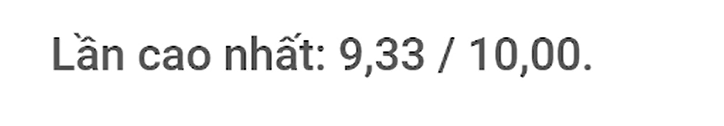 Lần cao nhất: 9,33 / 10,00.